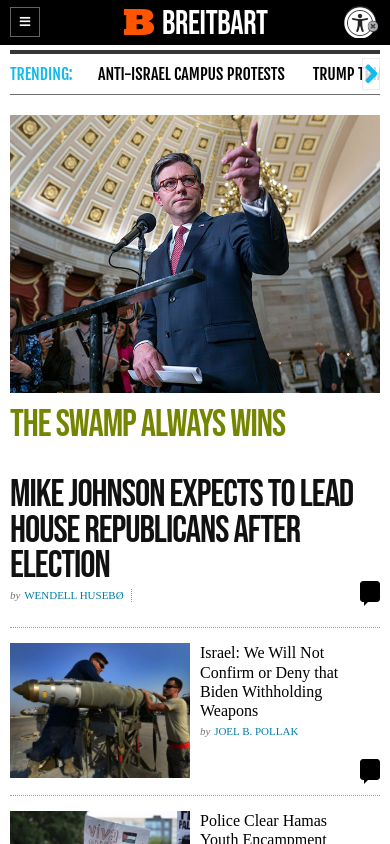 BREITBART
TRENDING:
ANTI-ISRAEL CAMPUS PROTESTS
TRUMP
THE SWAMP ALWAYS WINS
MIKE JOHNSON EXPECTS TO LEAD
HOUSE REPUBLICANS AFTER
ELECTION
by WENDELL HUSEBØ
Israel: We Will Not
Confirm or Deny that
Biden Withholding
Weapons
by JOEL B. POLLAK
Police Clear Hamas
Youth Encampment